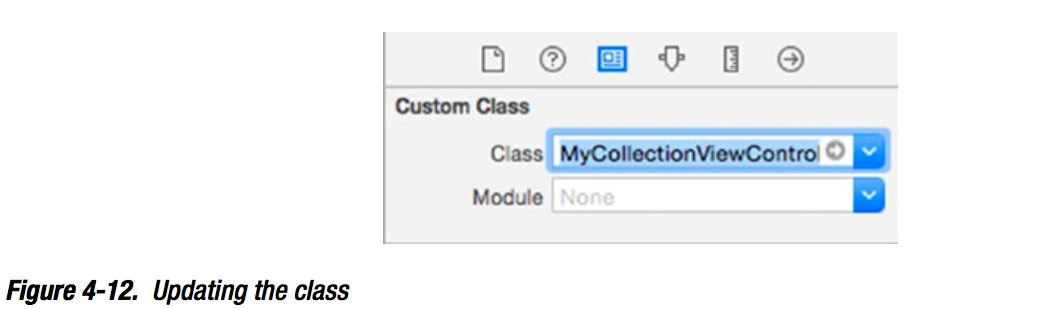 Custom Class
Class MyCollectionViewControl
Module None
Figure 4-12. Updating the class